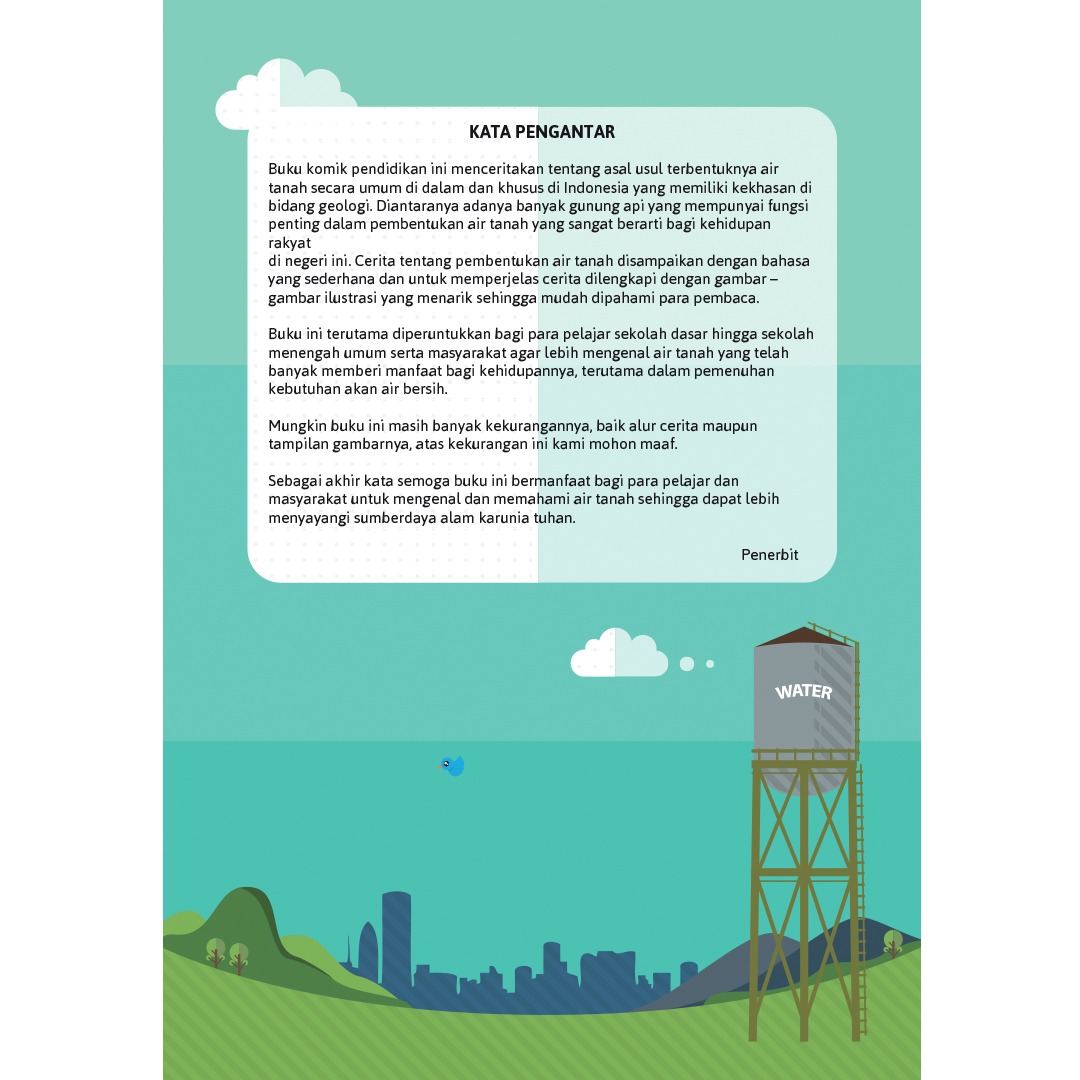 KATA PENGANTAR
Buku komik pendidikan ini menceritakan tentang asal usul terbentuknya air
tanah secara umum di dalam dan khusus di Indonesia yang memiliki kekhasan di
bidang geologi. Diantaranya adanya banyak gunung api yang mempunyai fungsi
penting dalam pembentukan air tanah yang sangat berarti bagi kehidupan
rakyat
di negeri ini. Cerita tentang pembentukan air tanah disampaikan dengan bahasa
yang sederhana dan untuk memperjelas cerita dilengkapi dengan gambar –
gambar ilustrasi yang menarik sehingga mudah dipahami para pembaca.
Buku ini terutama diperuntukkan bagi para pelajar sekolah dasar hingga sekolah
menengah umum serta masyarakat agar lebih mengenal air tanah yang telah
banyak memberi manfaat bagi kehidupannya, terutama dalam pemenuhan
kebutuhan akan air bersih.
Mungkin buku ini masih banyak kekurangannya, baik alur cerita maupun
tampilan gambarnya, atas kekurangan ini kami mohon maaf.
Sebagai akhir kata semoga buku ini bermanfaat bagi para pelajar dan
masyarakat untuk mengenal dan memahami air tanah sehingga dapat lebih
menyayangi sumberdaya alam karunia tuhan.
Penerbit
WATER